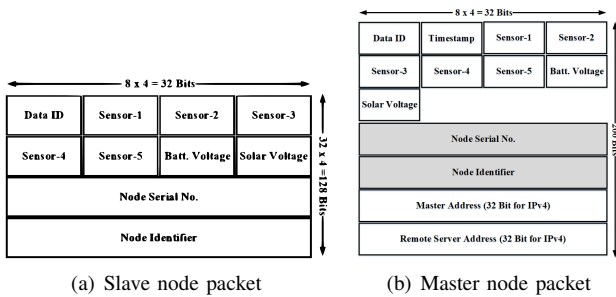 8 x 4 = 32 Bits
Data ID Sensor-1 Sensor-2 Sensor-3
Sensor-4 Sensor-5 Batt. Voltage Solar Voltage
Node Serial No.
Node Identifier
32 x 4 =128 Bits
(a) Slave node packet
8 x 4 = 32 Bits
Data ID Timestamp Sensor-1 Sensor-2
Sensor-3 Sensor-4 Sensor-5 Batt. Voltage
Solar Voltage
Node Serial No.
Node Identifier
Master Address (32 Bit for IPv4)
Remote Server Address (32 Bit for IPv4)
200 Bits
(b) Master node packet